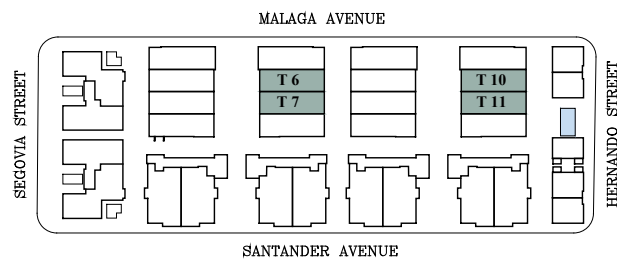 MALAGA AVENUE
SEGOVIA STREET
T 6
T 7
T 10
T 11
HERNANDO STREET
SANTANDER AVENUE